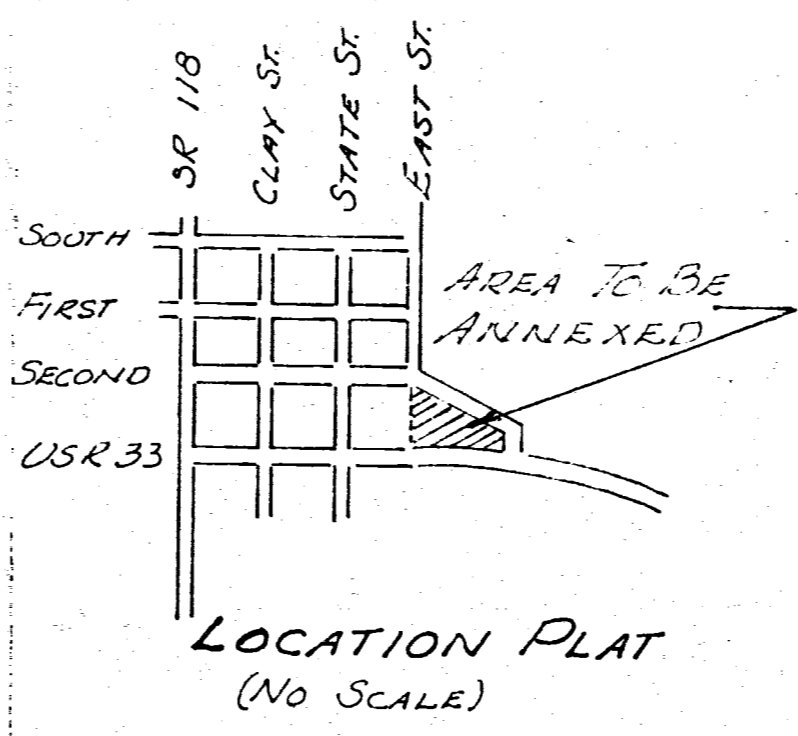 SR 118
CLAY ST.
STATE ST.
EAST ST.
SOUTH
FIRST
SECOND
USR 33
AREA TO BE
ANNEXED
LOCATION PLAT
(NO SCALE)